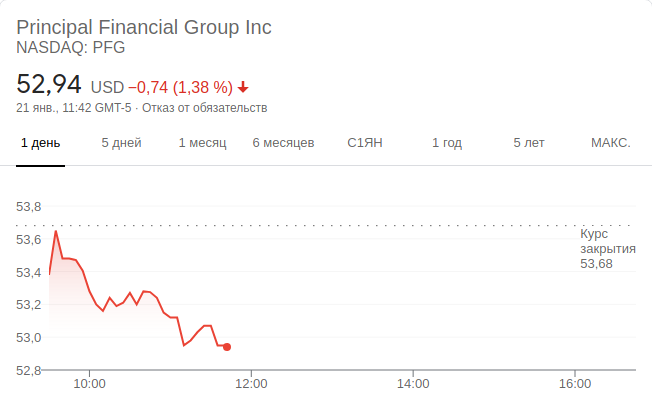 Principal Financial Group Inc
NASDAQ: PFG
52,94 USD −0,74 (1,38 %)
21 янв., 11:42 GMT-5 · Отказ от обязательств
1 день 5 дней 1 месяц 6 месяцев С1ЯН 1 год 5 лет МАКС.
53,8
53,6
53,4
53,2
53,0
52,8
Курс
закрытия
53,68
10:00 12:00 14:00 16:00